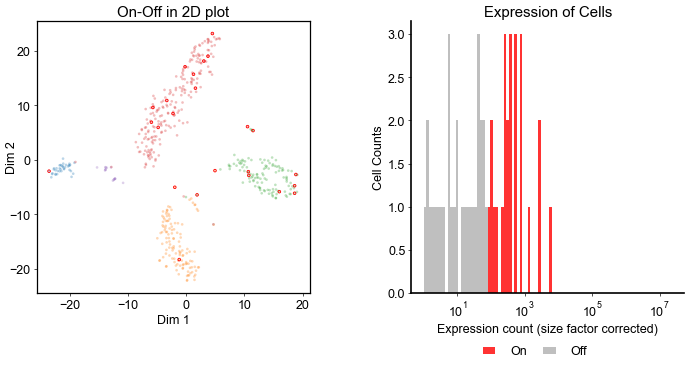 On-Off in 2D plot
20
10
0
−10
−20
Dim 2
−20 −10 0 10 20
Dim 1
Expression of Cells
3.0
2.5
2.0
1.5
1.0
0.5
0.0
Cell Counts
10^1 10^3 10^5 10^7
Expression count (size factor corrected)
On Off